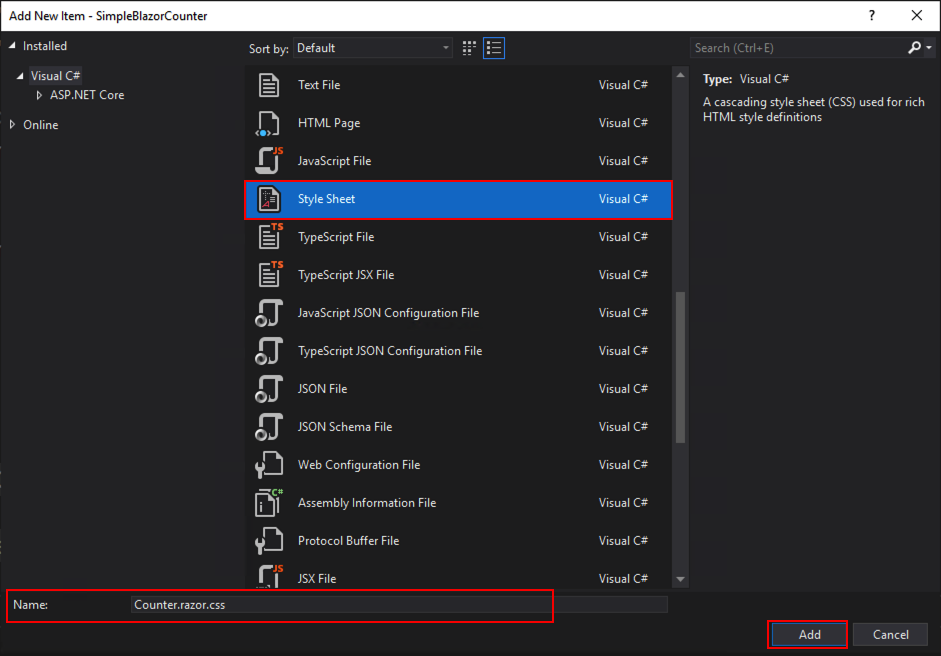 Add New Item - SimpleBlazorCounter
?
Installed
Visual C#
ASP.NET Core
Online
Sort by: Default
Search (Ctrl+E)
Text File Visual C#
HTML Page Visual C#
JS
JavaScript File Visual C#
Style Sheet Visual C#
TS
TypeScript File Visual C#
TS
TypeScript JSX File Visual C#
JavaScript JSON Configuration File Visual C#
TypeScript JSON Configuration File Visual C#
JSON File Visual C#
JSON Schema File Visual C#
Web Configuration File Visual C#
C#
Assembly Information File Visual C#
Protocol Buffer File Visual C#
JS
JSX File Visual C#
Type: Visual C#
A cascading style sheet (CSS) used for rich
HTML style definitions
Name: Counter.razor.css
Add Cancel